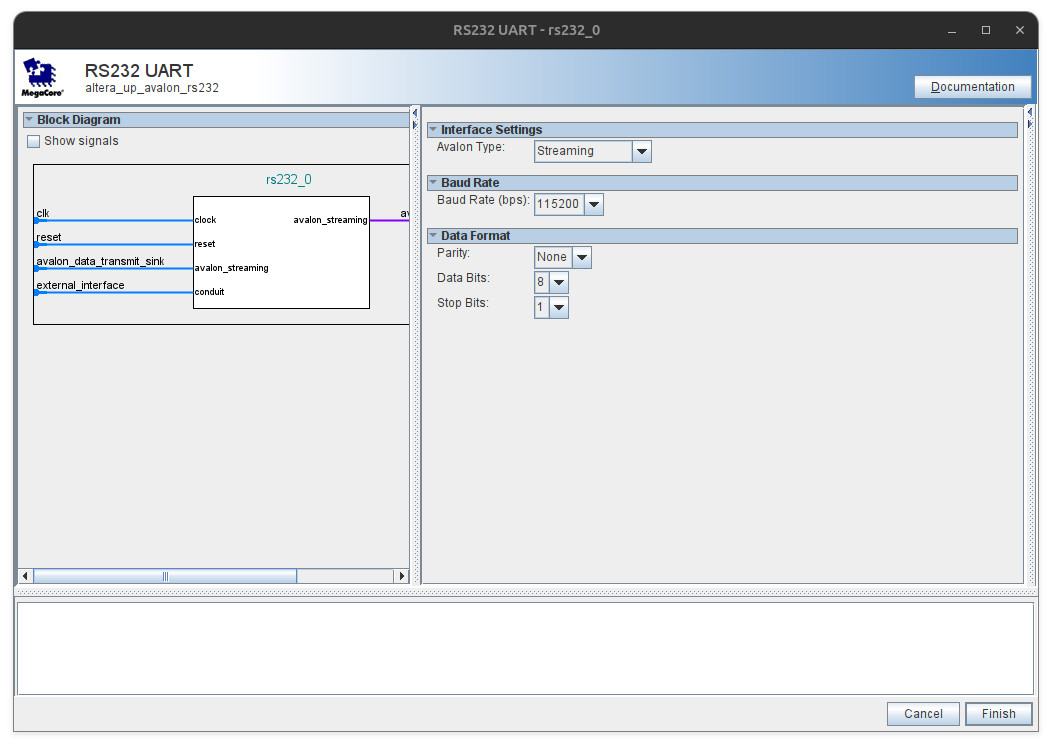 RS232 UART - rs232_0
MegaCore'
RS232 UART
altera_up_avalon_rs232
Documentation
Block Diagram
Show signals
rs232_0
clk
clock
avalon_streaming
av
reset
reset
avalon_data_transmit_sink
avalon_streaming
external_interface
conduit
Interface Settings
Avalon Type:
Streaming
Baud Rate
Baud Rate (bps):
115200
Data Format
Parity:
None
Data Bits:
8
Stop Bits:
1
Cancel
Finish